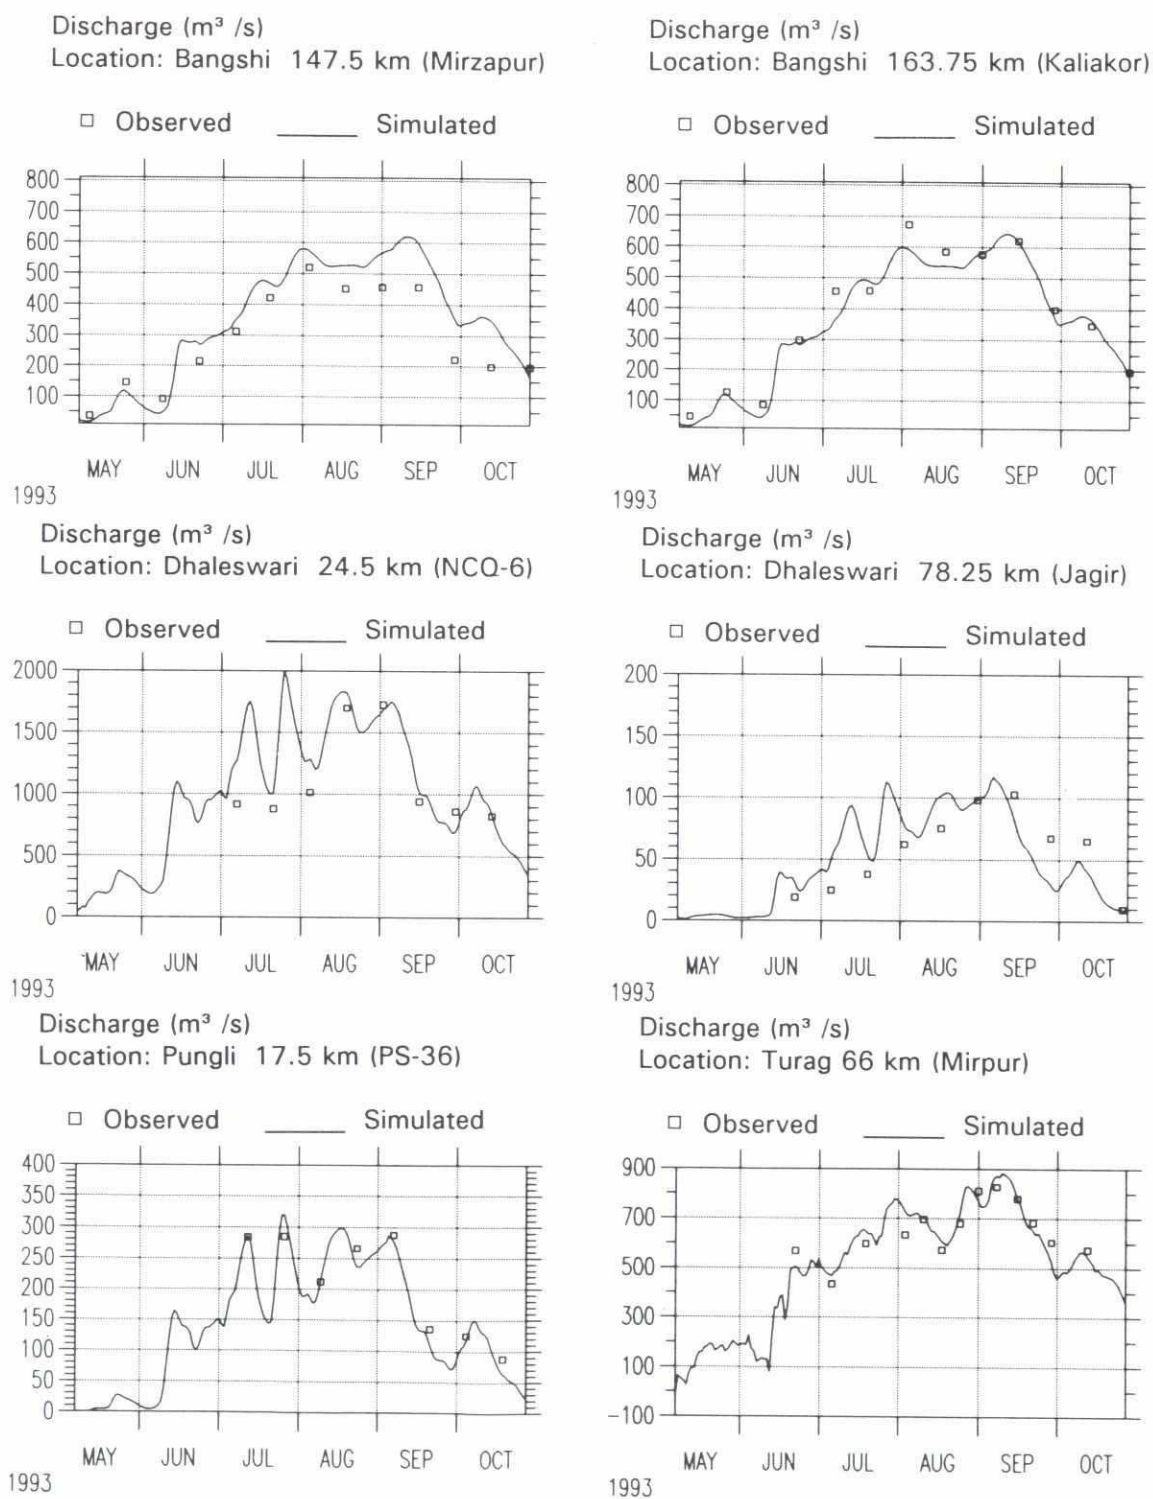 Discharge (m³ /s)
Location: Bangshi 147.5 km (Mirzapur)
□ Observed ____ Simulated
800
700
600
500
400
300
200
100
MAY JUN JUL AUG SEP OCT
1993
Discharge (m³ /s)
Location: Bangshi 163.75 km (Kaliakor)
□ Observed ____ Simulated
800
700
600
500
400
300
200
100
MAY JUN JUL AUG SEP OCT
1993
Discharge (m³ /s)
Location: Dhaleswari 24.5 km (NCQ-6)
□ Observed ____ Simulated
2000
1500
1000
500
0
MAY JUN JUL AUG SEP OCT
1993
Discharge (m³ /s)
Location: Dhaleswari 78.25 km (Jagir)
□ Observed ____ Simulated
200
150
100
50
0
MAY JUN JUL AUG SEP OCT
1993
Discharge (m³ /s)
Location: Pungli 17.5 km (PS-36)
□ Observed ____ Simulated
400
350
300
250
200
150
100
50
0
MAY JUN JUL AUG SEP OCT
1993
Discharge (m³ /s)
Location: Turag 66 km (Mirpur)
□ Observed ____ Simulated
900
700
500
300
100
-100
MAY JUN JUL AUG SEP OCT
1993